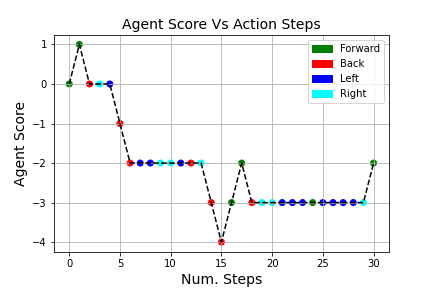 Agent Score Vs Action Steps
Forward
Back
Left
Right
Agent Score
1
0
−1
−2
−3
−4
0 5 10 15 20 25 30
Num. Steps